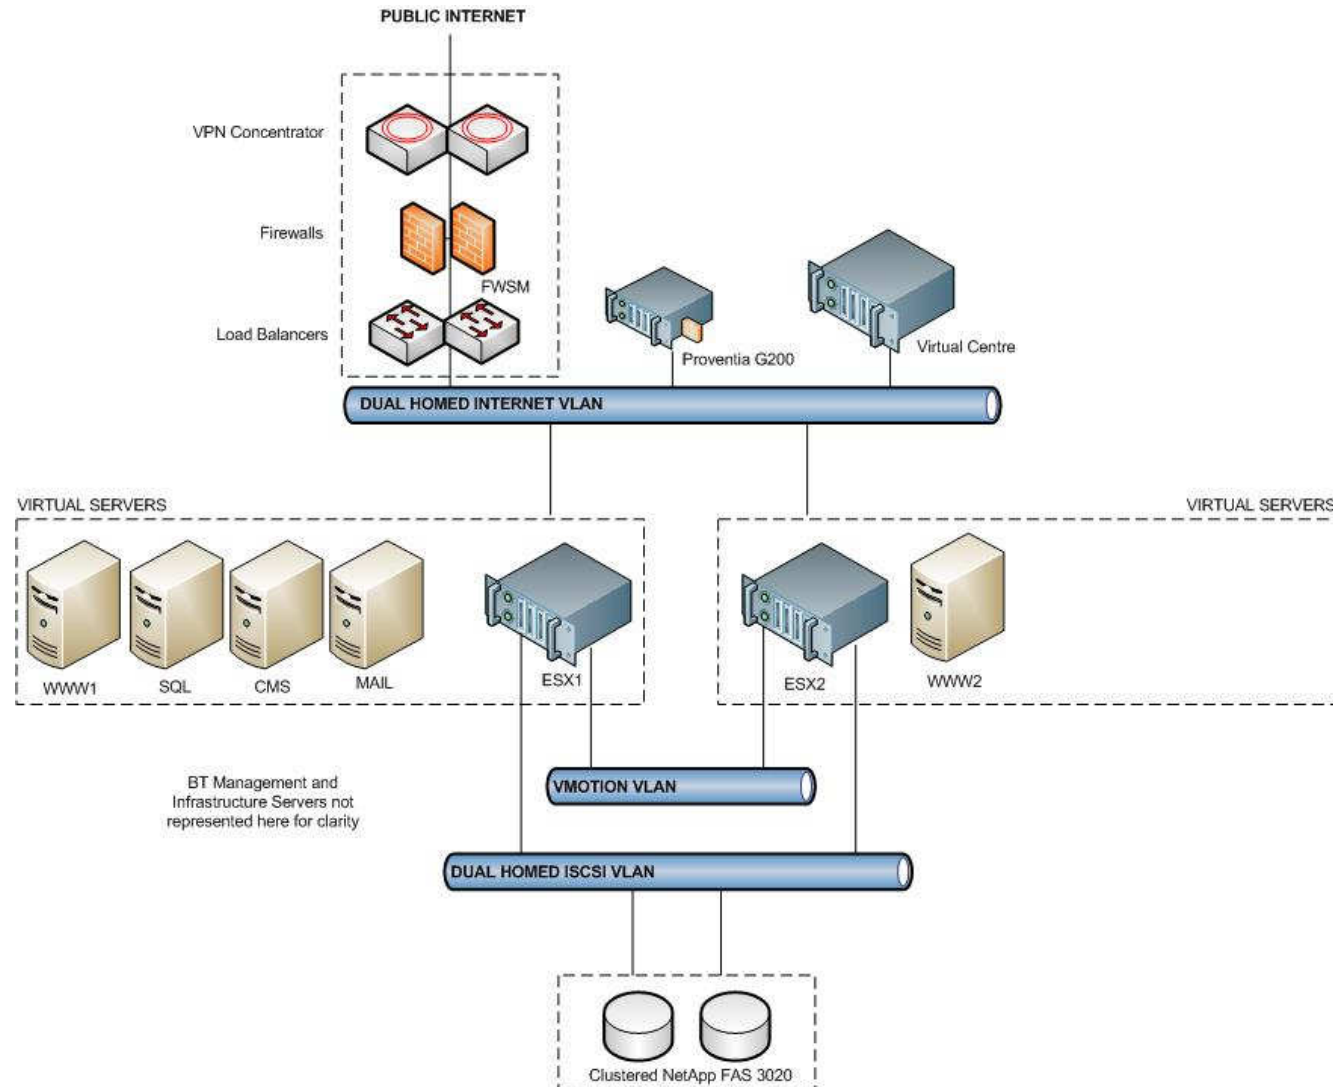 PUBLIC INTERNET
VPN Concentrator
Firewalls
FWSM
Load Balancers
Proventia G200
Virtual Centre
DUAL HOMED INTERNET VLAN
VIRTUAL SERVERS
VIRTUAL SERVERS
WWW1
SQL
CMS
MAIL
ESX1
ESX2
WWW2
BT Management and
Infrastructure Servers not
represented here for clarity
VMOTION VLAN
DUAL HOMED ISCSI VLAN
Clustered NetApp FAS 3020